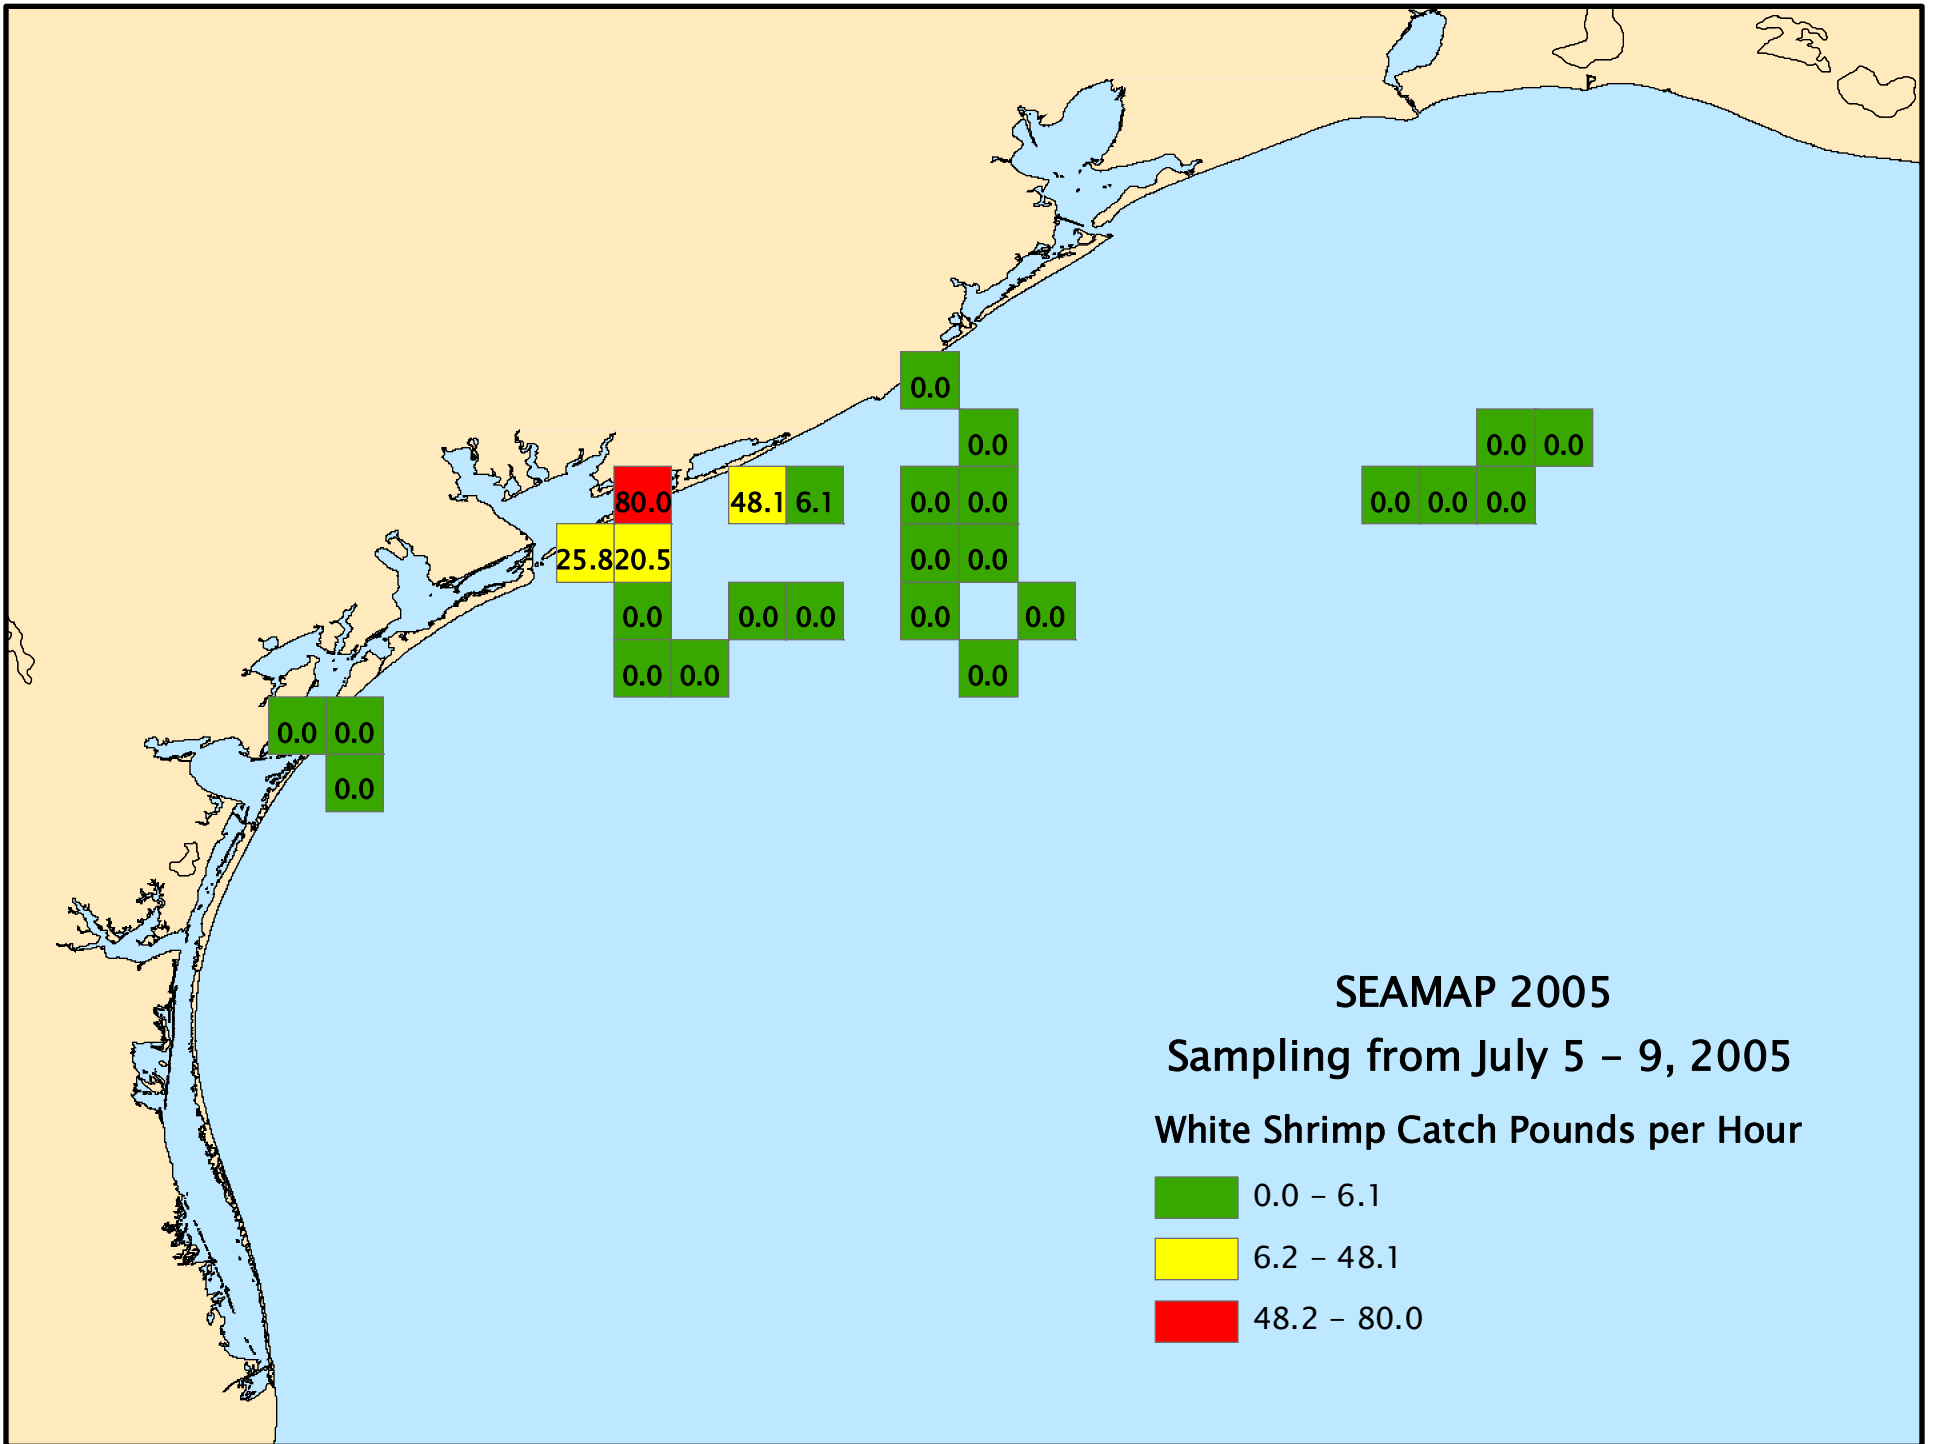 0.0
0.0
0.0 0.0
80.0 48.1 6.1 0.0 0.0 0.0 0.0 0.0
25.8 20.5 0.0 0.0
0.0 0.0 0.0 0.0 0.0
0.0 0.0 0.0
0.0 0.0
0.0
SEAMAP 2005
Sampling from July 5 – 9, 2005
White Shrimp Catch Pounds per Hour
0.0 – 6.1
6.2 – 48.1
48.2 – 80.0